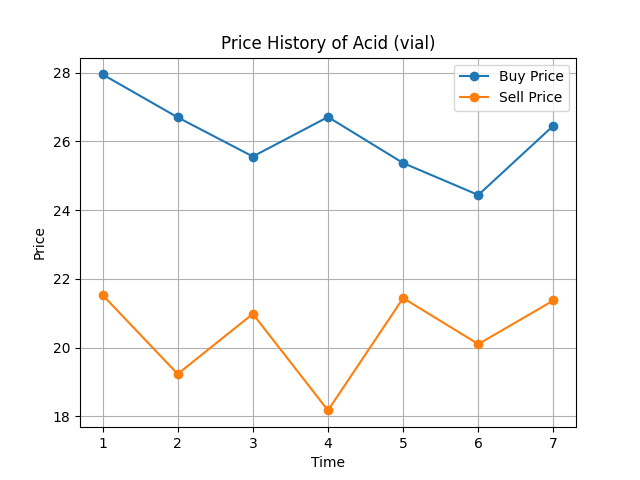 Price History of Acid (vial)
Buy Price
Sell Price
28
26
24
22
20
18
Price
1 2 3 4 5 6 7
Time